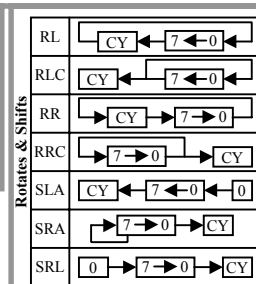 Rotates & Shifts
RL CY 7 0
RLC CY 7 0
RR CY 7 0
RRC 7 0 CY
SLA CY 7 0 0
SRA 7 0 CY
SRL 0 7 0 CY